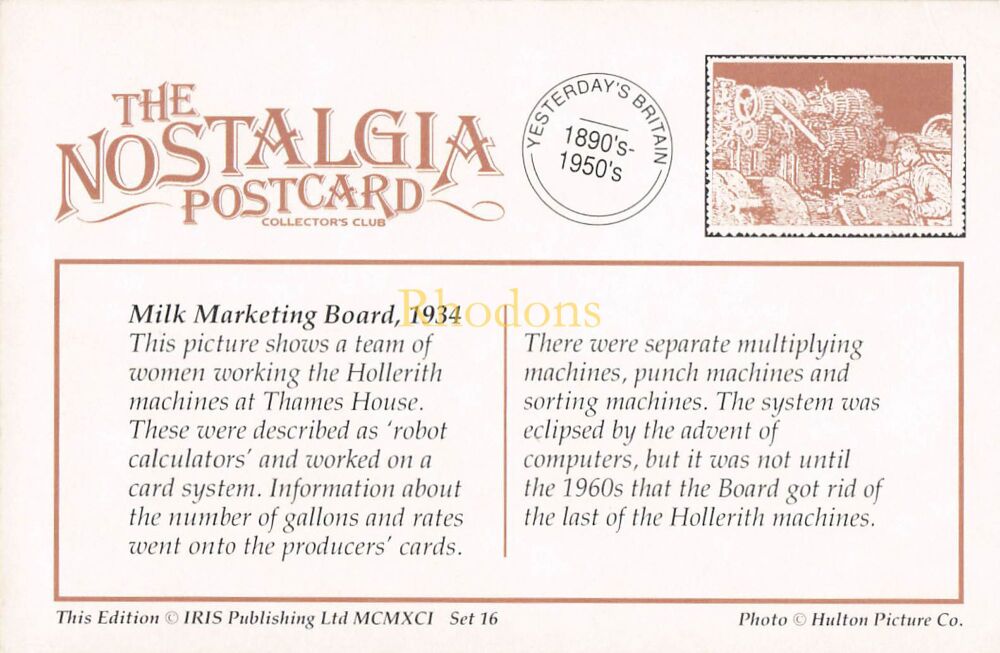 THE
NOSTALGIA
POSTCARD
COLLECTOR'S CLUB
YESTERDAY'S BRITAIN
1890's-
1950's
Milk Marketing Board, 1934
This picture shows a team of
women working the Hollerith
machines at Thames House.
These were described as 'robot
calculators' and worked on a
card system. Information about
the number of gallons and rates
went onto the producers' cards.
There were separate multiplying
machines, punch machines and
sorting machines. The system was
eclipsed by the advent of
computers, but it was not until
the 1960s that the Board got rid of
the last of the Hollerith machines.
Rhodons
This Edition © IRIS Publishing Ltd MCMXCI Set 16
Photo © Hulton Picture Co.